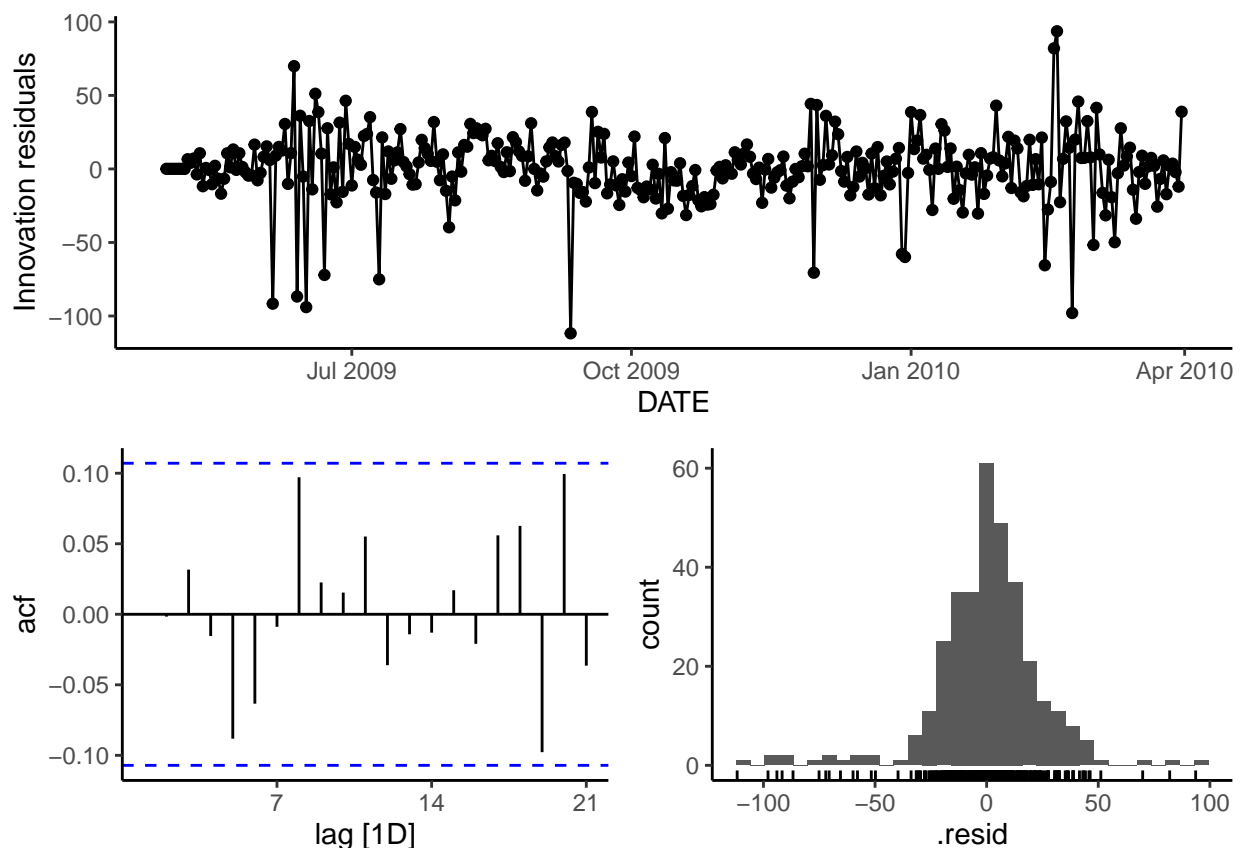 100
50
0
−50
−100
Innovation residuals
Jul 2009 Oct 2009 Jan 2010 Apr 2010
DATE
0.10
0.05
0.00
−0.05
−0.10
acf
7 14 21
lag [1D]
60
40
20
0
count
−100 −50 0 50 100
.resid